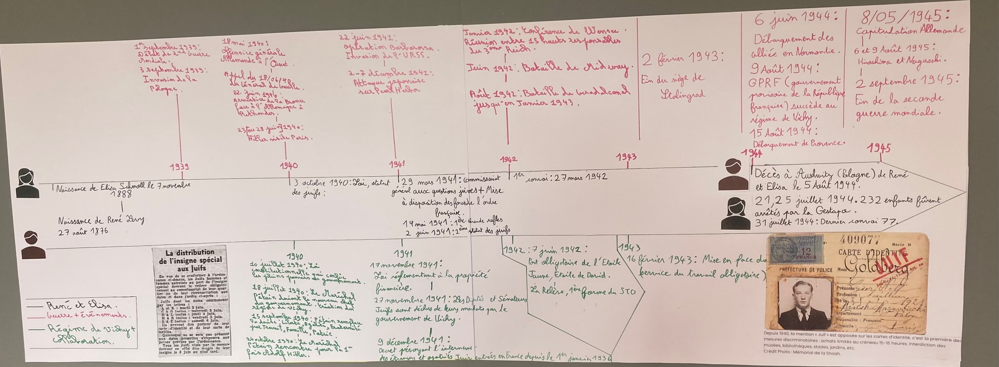 1er septembre 1939:
Début de 2nd Guerre
Mondiale.
3 septembre 1939:
Invasion de la
Pologne.
1939
18 mai 1940:
Offensive générale
Allemande à l'Ouest.
Appel du 18/06/40
du Général de Gaulle.
22 juin 1940:
Armistice de la France
face à l'Allemagne à
Rethondes.
23[ou 28 juin]1940:
Hitler visite Paris.
1940
22 juin 1941:
opération Barbarossa.
Invasion de l'URSS.
2-7 décembre 1941:
Attaque japonaise
sur Pearl Harbor
1941
Janvier 1942: Conférence de Wensee.
Réunion entre 15 hauts responsables
du 3ème Reich.
Juin 1942: Bataille de Midway.
Août 1942: Bataille de Guadalcanal
jusqu'en Janvier 1943.
1942
2 février 1943:
Fin du siège de
Stalingrad
1943
6 juin 1944:
Débarquement des
alliés en Normandie.
9 Août 1944:
GPRF (gouvernement
provisoire de la République
française) succède au
régime de Vichy.
15 Août 1944:
Débarquement de Provence.
1944
8/05/1945:
Capitulation Allemande
6 et 9 Août 1945:
Hiroshima et Nagasaki.
2 septembre 1945:
Fin de la seconde
guerre mondiale.
1945
Naissance de Elisa Schmoll le 7 novembre
1888
Naissance de René Levy
27 août 1876
3 octobre 1940: Loi, statut
des juifs:
29 mars 1941: Commissariat
général aux questions juives + Mise
à disposition des force de l'ordre
française.
14 mai 1941: 1ère Grande rafles
2 juin 1941: 2ème statut des juifs
1er convoi: 27 mars 1942
Décès à Auschwitz (Pologne) de René
et Elisa le 5 Août 1944.
21,25 juillet 1944. 232 enfants fûrent
arrêtés par la Gestapo.
31 juillet 1944: Dernier convoi 77.
René et Elisa.
Guerre + événements.
Régime de Vichy +
collaboration.
La distribution
de l'insigne spécial
aux Juifs
En vue de se conformer à l'ordon-
nance ci-dessus, les Juifs hommes et
femmes astreints au port de l'insigne
spécial devront le retirer obligatoi-
rement au commissariat de leur quar-
tier ou de leur circonscription aux
dates et dans l'ordre ci-après :
Juifs dont les noms commencent
par les lettres :
A et B : mardi 2 juin.
C à G inclus : mercredi 3 juin.
H à L inclus : jeudi 4 juin.
M à R inclus : vendredi 5 juin.
S à Z inclus : samedi 6 juin.
Ils devront être porteur de leur
carte d'identité et de leur carte de
textiles.
Quiconque ne se sera pas présenté
aux dates prescrites s'exposera aux
peines prévues par l'ordonnance.
Tous les Juifs visés par la mesure
devront en effet être munis de leur
insigne le 6 juin au plus tard.
1940
10 juillet 1940: Loi
constitutionnelle qui confie
les pleins pouvoirs au gouvernement.
18 juillet 1940: Le Maréchal
Pétain devient le nouveau chef
du gouvernement. Création du
régime de Vichy.
15 septembre 1940: Pétain remplace
la devise: Liberté, Egalité, Fraternité
par Travail, Famille, Patrie.
24 octobre 1940: Le Maréchal
Pétain rencontre pour la 1ère
fois Adolf Hitler.
1941
17 novembre 1941:
Loi réglementant à la propriété
financière.
27 novembre 1941: Les Députés et Sénateurs
Juifs sont déchus de leurs mandats par le
gouvernement de Vichy.
9 décembre 1941:
Decret prévoyant l'internement
des étrangers et apatrides Juifs entrés en France depuis le 1er janvier 1936
1942: 7 juin 1942:
Port obligatoire de l'Etoile
Jaune, Etoile de David.
La Relève, 1ère forme du STO
1943
16 février 1943: Mise en place du
service du travail obligatoire)
409077
Série B
12
FRANCS
CARTE D'IDENTITÉ
JUIF
PRÉFECTURE DE POLICE
Nom Goldberg
Prénoms
Profession : Tailleur
Né le
département
Nationalité : Française
Domicile : Paris
Depuis 1940, la mention « Juif » est apposée sur les cartes d'identité, c'est la première des
mesures discriminatoires : achats limités au créneau 15-16 heures, interdiction des
musées, bibliothèques, stades, jardins, etc.
Crédit Photo : Mémorial de la Shoah.